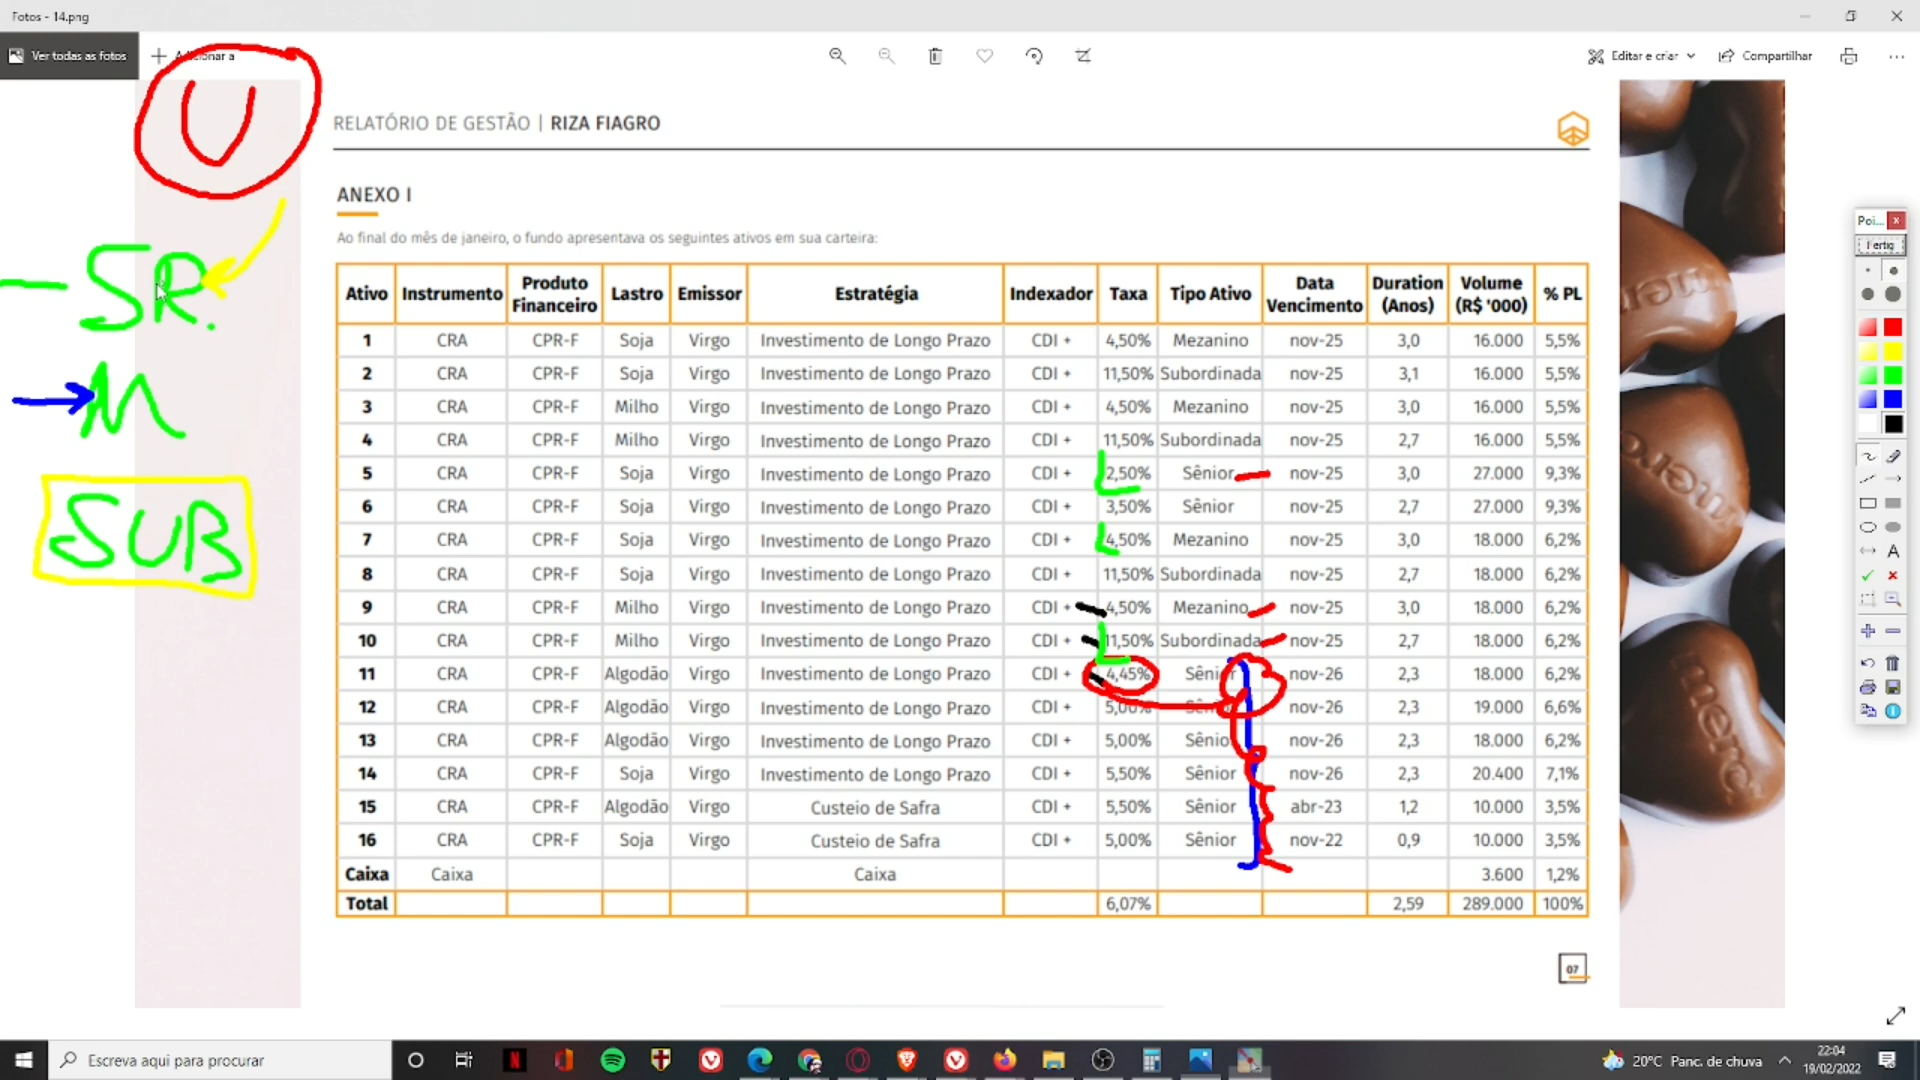 Fotos - 14.png
Ver todas as fotos
Editar e criar
Compartilhar
U
SR.
M
SUB
RELATÓRIO DE GESTÃO | RIZA FIAGRO
ANEXO I
Ao final do mês de janeiro, o fundo apresentava os seguintes ativos em sua carteira:
Ativo Instrumento Produto Financeiro Lastro Emissor Estratégia Indexador Taxa Tipo Ativo Data Vencimento Duration (Anos) Volume (R$ '000) % PL
1 CRA CPR-F Soja Virgo Investimento de Longo Prazo CDI + 4,50% Mezanino nov-25 3,0 16.000 5,5%
2 CRA CPR-F Soja Virgo Investimento de Longo Prazo CDI + 11,50% Subordinada nov-25 3,1 16.000 5,5%
3 CRA CPR-F Milho Virgo Investimento de Longo Prazo CDI + 4,50% Mezanino nov-25 3,0 16.000 5,5%
4 CRA CPR-F Milho Virgo Investimento de Longo Prazo CDI + 11,50% Subordinada nov-25 2,7 16.000 5,5%
5 CRA CPR-F Soja Virgo Investimento de Longo Prazo CDI + 2,50% Sênior nov-25 3,0 27.000 9,3%
6 CRA CPR-F Soja Virgo Investimento de Longo Prazo CDI + 3,50% Sênior nov-25 2,7 27.000 9,3%
7 CRA CPR-F Soja Virgo Investimento de Longo Prazo CDI + 4,50% Mezanino nov-25 3,0 18.000 6,2%
8 CRA CPR-F Soja Virgo Investimento de Longo Prazo CDI + 11,50% Subordinada nov-25 2,7 18.000 6,2%
9 CRA CPR-F Milho Virgo Investimento de Longo Prazo CDI + 4,50% Mezanino nov-25 3,0 18.000 6,2%
10 CRA CPR-F Milho Virgo Investimento de Longo Prazo CDI + 11,50% Subordinada nov-25 2,7 18.000 6,2%
11 CRA CPR-F Algodão Virgo Investimento de Longo Prazo CDI + 4,45% Sênior nov-26 2,3 18.000 6,2%
12 CRA CPR-F Algodão Virgo Investimento de Longo Prazo CDI + 5,00% Sênior nov-26 2,3 19.000 6,6%
13 CRA CPR-F Algodão Virgo Investimento de Longo Prazo CDI + 5,00% Sênior nov-26 2,3 18.000 6,2%
14 CRA CPR-F Soja Virgo Investimento de Longo Prazo CDI + 5,50% Sênior nov-26 2,3 20.400 7,1%
15 CRA CPR-F Algodão Virgo Custeio de Safra CDI + 5,50% Sênior abr-23 1,2 10.000 3,5%
16 CRA CPR-F Soja Virgo Custeio de Safra CDI + 5,00% Sênior nov-22 0,9 10.000 3,5%
Caixa Caixa Caixa 3.600 1,2%
Total 6,07% 2,59 289.000 100%
07
Poi...
Fertig
A
merc
Escreva aqui para procurar
20°C Panc. de chuva
22:04
19/02/2022